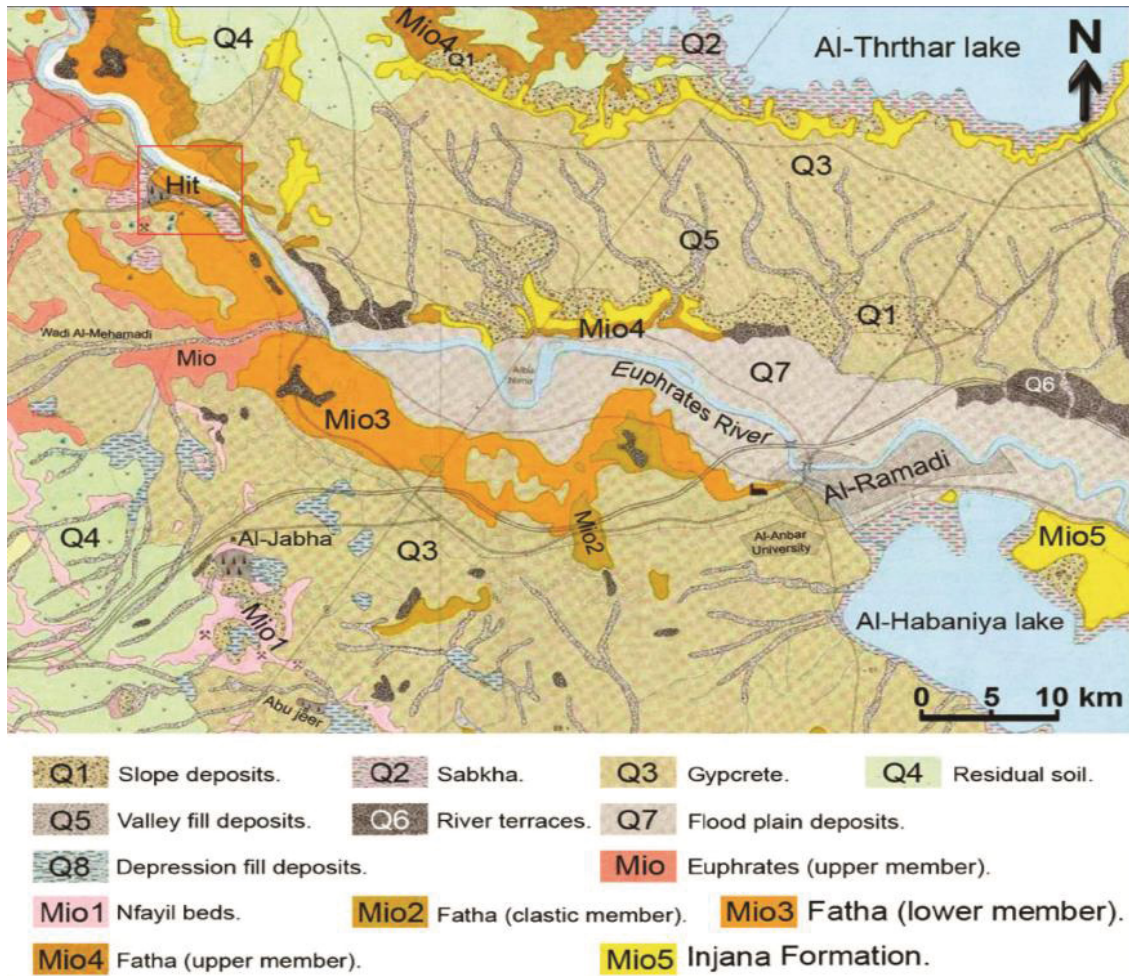 Q4
Mio4
Q1
Q2
Al-Thrthar lake
N
Hit
Q3
Q5
Q1
Wadi Al-Mehamadi
Mio4
Mio
Q7
Euphrates River
Q6
Mio3
Al-Ramadi
Mio2
Q4
Al-Jabha
Q3
Al-Anbar
University
Mio5
Mio1
Al-Habaniya lake
Abu jeer
0 5 10 km
Q1 Slope deposits. Q2 Sabkha. Q3 Gypcrete. Q4 Residual soil.
Q5 Valley fill deposits. Q6 River terraces. Q7 Flood plain deposits.
Q8 Depression fill deposits. Mio Euphrates (upper member).
Mio1 Nfayil beds. Mio2 Fatha (clastic member). Mio3 Fatha (lower member).
Mio4 Fatha (upper member). Mio5 Injana Formation.